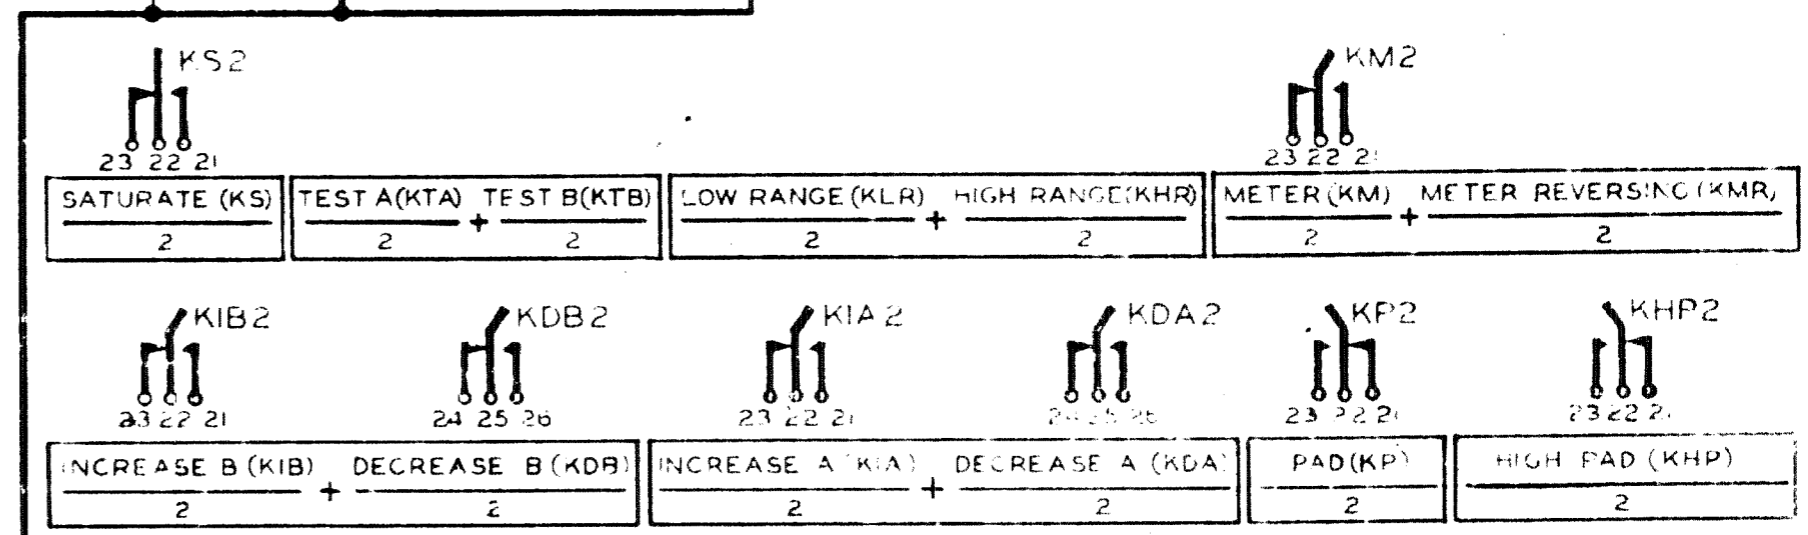 KS2 KM2
23 22 21 23 22 21
SATURATE (KS) TEST A(KTA) TEST B(KTB) LOW RANGE (KLR) HIGH RANGE(KHR) METER (KM) METER REVERSING (KMR)
2 2 + 2 2 + 2 2 + 2
KIB2 KDB2 KIA2 KDA2 KP2 KHP2
23 22 21 24 25 26 23 22 21 24 25 26 23 22 21 23 22 21
INCREASE B (KIB) DECREASE B (KDB) INCREASE A (KIA) DECREASE A (KDA) PAD(KP) HIGH PAD (KHP)
2 + 2 2 + 2 2 2